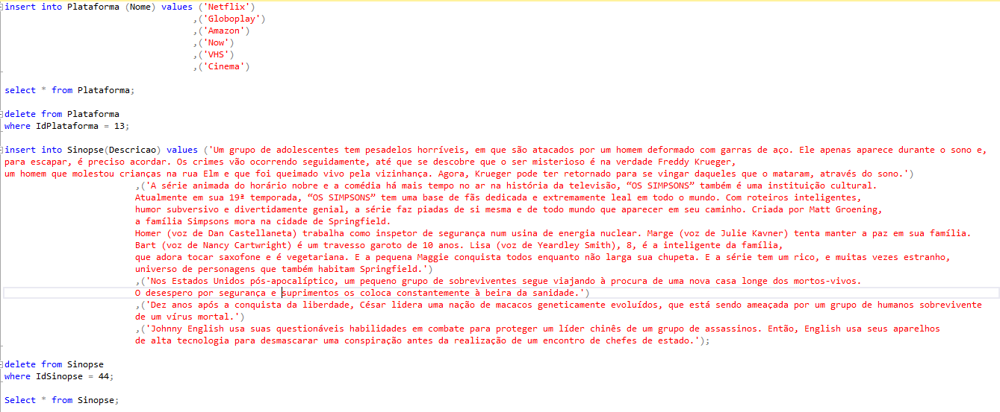 insert into Plataforma (Nome) values ('Netflix')
,('Globoplay')
,('Amazon')
,('Now')
,('VHS')
,('Cinema')
select * from Plataforma;
delete from Plataforma
where IdPlataforma = 13;
insert into Sinopse(Descricao) values ('Um grupo de adolescentes tem pesadelos horríveis, em que são atacados por um homem deformado com garras de aço. Ele apenas aparece durante o sono e,
para escapar, é preciso acordar. Os crimes vão ocorrendo seguidamente, até que se descobre que o ser misterioso é na verdade Freddy Krueger,
um homem que molestou crianças na rua Elm e que foi queimado vivo pela vizinhança. Agora, Krueger pode ter retornado para se vingar daqueles que o mataram, através do sono.')
,('A série animada do horário nobre e a comédia há mais tempo no ar na história da televisão, “OS SIMPSONS” também é uma instituição cultural.
Atualmente em sua 19ª temporada, “OS SIMPSONS” tem uma base de fãs dedicada e extremamente leal em todo o mundo. Com roteiros inteligentes,
humor subversivo e divertidamente genial, a série faz piadas de si mesma e de todo mundo que aparecer em seu caminho. Criada por Matt Groening,
a família Simpsons mora na cidade de Springfield.
Homer (voz de Dan Castellaneta) trabalha como inspetor de segurança num usina de energia nuclear. Marge (voz de Julie Kavner) tenta manter a paz em sua família.
Bart (voz de Nancy Cartwright) é um travesso garoto de 10 anos. Lisa (voz de Yeardley Smith), 8, é a inteligente da família,
que adora tocar saxofone e é vegetariana. E a pequena Maggie conquista todos enquanto não larga sua chupeta. E a série tem um rico, e muitas vezes estranho,
universo de personagens que também habitam Springfield.')
,('Nos Estados Unidos pós-apocalíptico, um pequeno grupo de sobreviventes segue viajando à procura de uma nova casa longe dos mortos-vivos.
O desespero por segurança e suprimentos os coloca constantemente à beira da sanidade.')
,('Dez anos após a conquista da liberdade, César lidera uma nação de macacos geneticamente evoluídos, que está sendo ameaçada por um grupo de humanos sobrevivente
de um vírus mortal.')
,('Johnny English usa suas questionáveis habilidades em combate para proteger um líder chinês de um grupo de assassinos. Então, English usa seus aparelhos
de alta tecnologia para desmascarar uma conspiração antes da realização de um encontro de chefes de estado.');
delete from Sinopse
where IdSinopse = 44;
Select * from Sinopse;